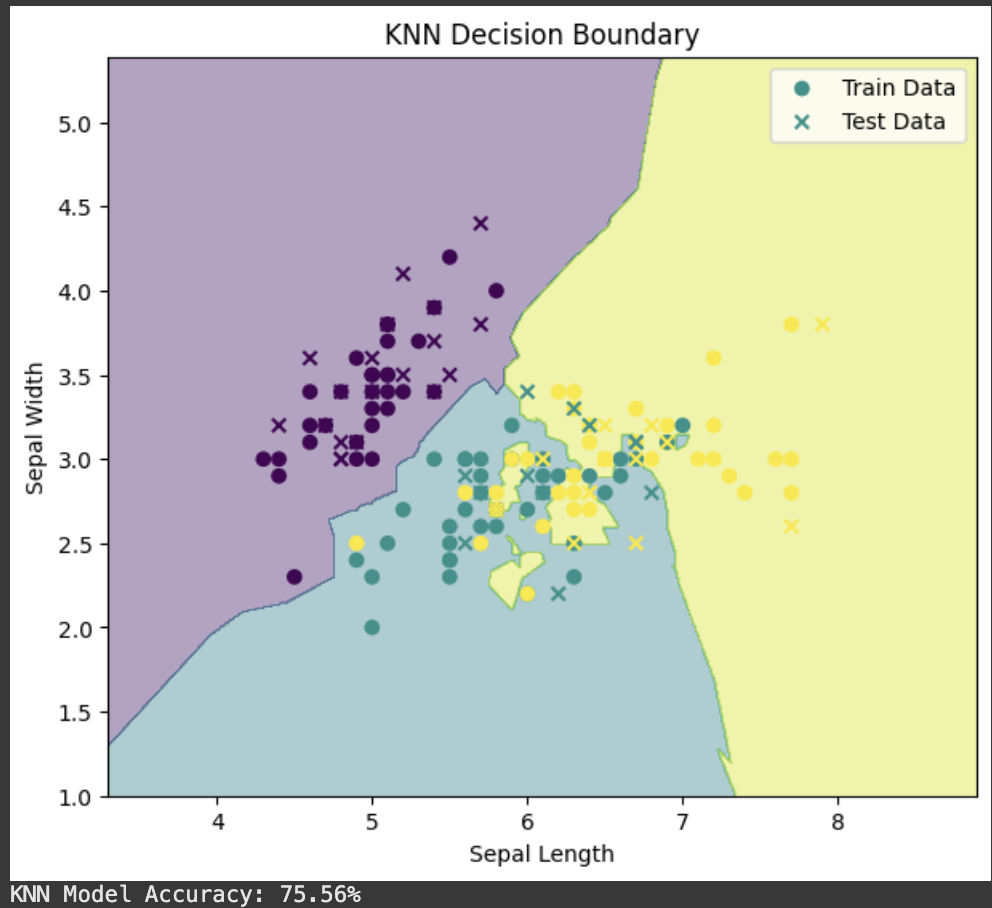 KNN Decision Boundary
Train Data
Test Data
5.0
4.5
4.0
3.5
3.0
2.5
2.0
1.5
1.0
Sepal Width
4 5 6 7 8
Sepal Length
KNN Model Accuracy: 75.56%